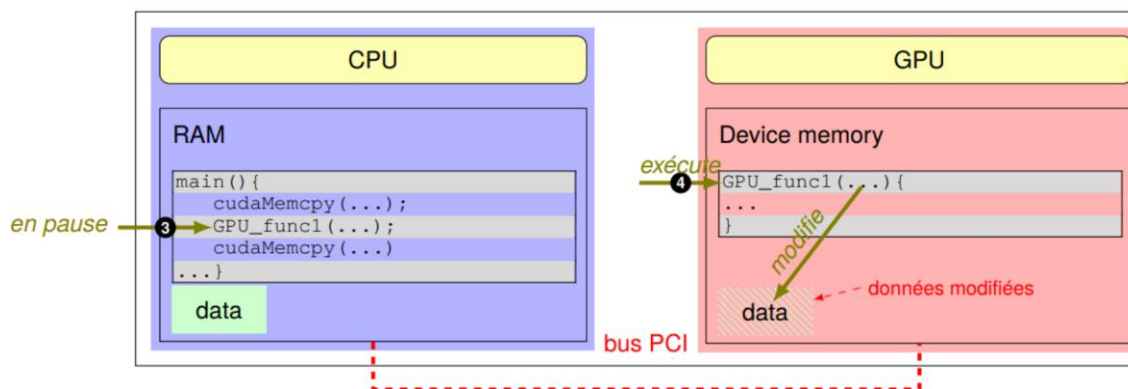 CPU
RAM
main(){
cudaMemcpy(...);
GPU_func1(...);
cudaMemcpy(...)
...}
data
en pause
3
GPU
Device memory
exécute
4
GPU_func1(...){
...
}
modifie
data
données modifiées
bus PCI